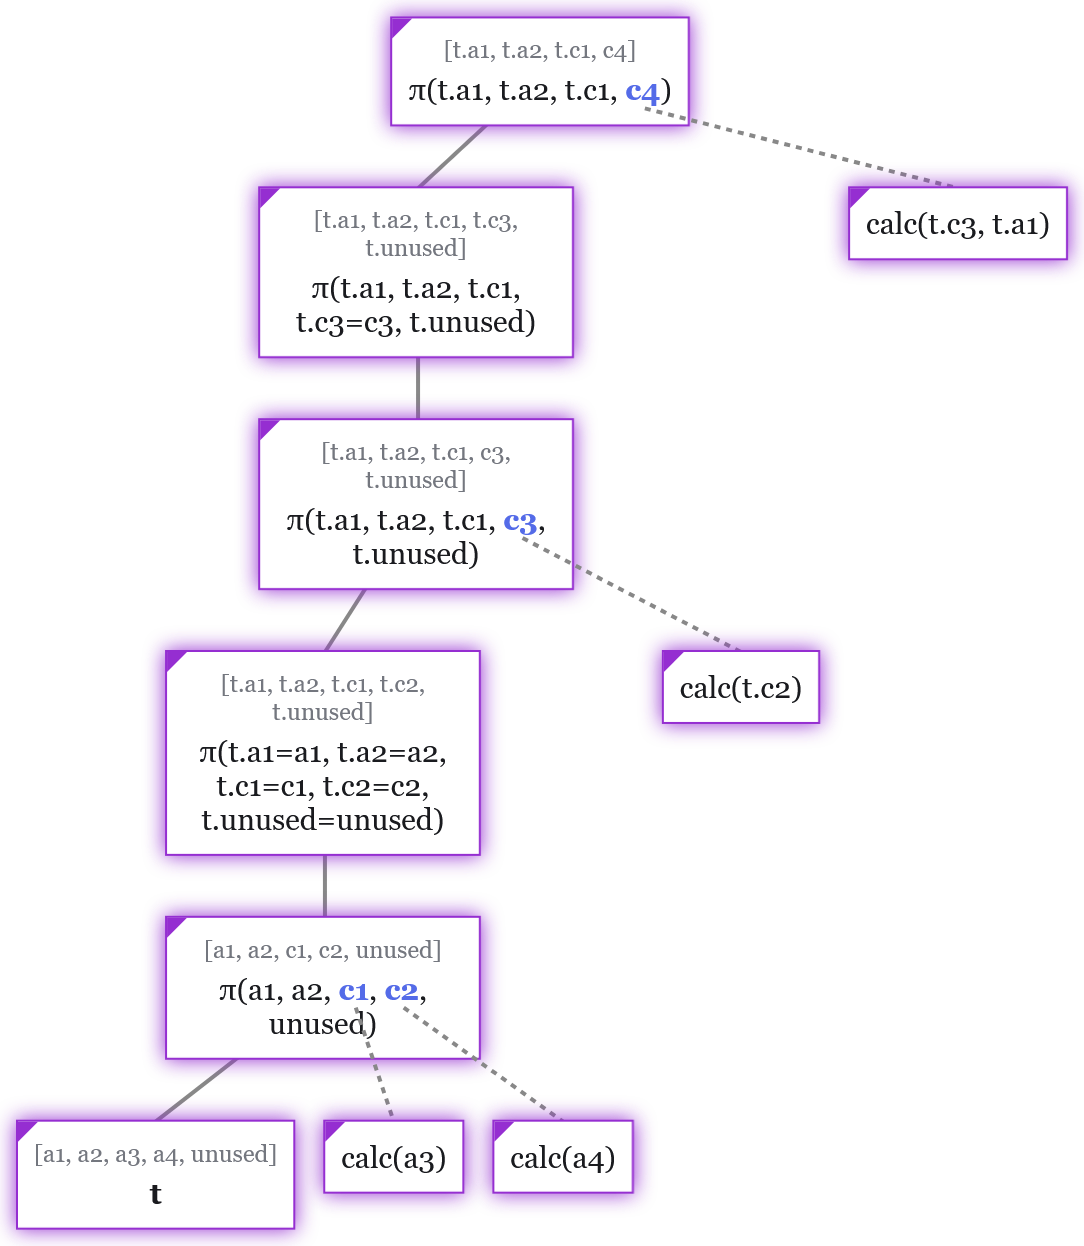 [t.a1, t.a2, t.c1, c4]
π(t.a1, t.a2, t.c1, c4)
calc(t.c3, t.a1)
[t.a1, t.a2, t.c1, t.c3,
t.unused]
π(t.a1, t.a2, t.c1,
t.c3=c3, t.unused)
[t.a1, t.a2, t.c1, c3,
t.unused]
π(t.a1, t.a2, t.c1, c3,
t.unused)
calc(t.c2)
[t.a1, t.a2, t.c1, t.c2,
t.unused]
π(t.a1=a1, t.a2=a2,
t.c1=c1, t.c2=c2,
t.unused=unused)
[a1, a2, c1, c2, unused]
π(a1, a2, c1, c2,
unused)
[a1, a2, a3, a4, unused]
t
calc(a3)
calc(a4)